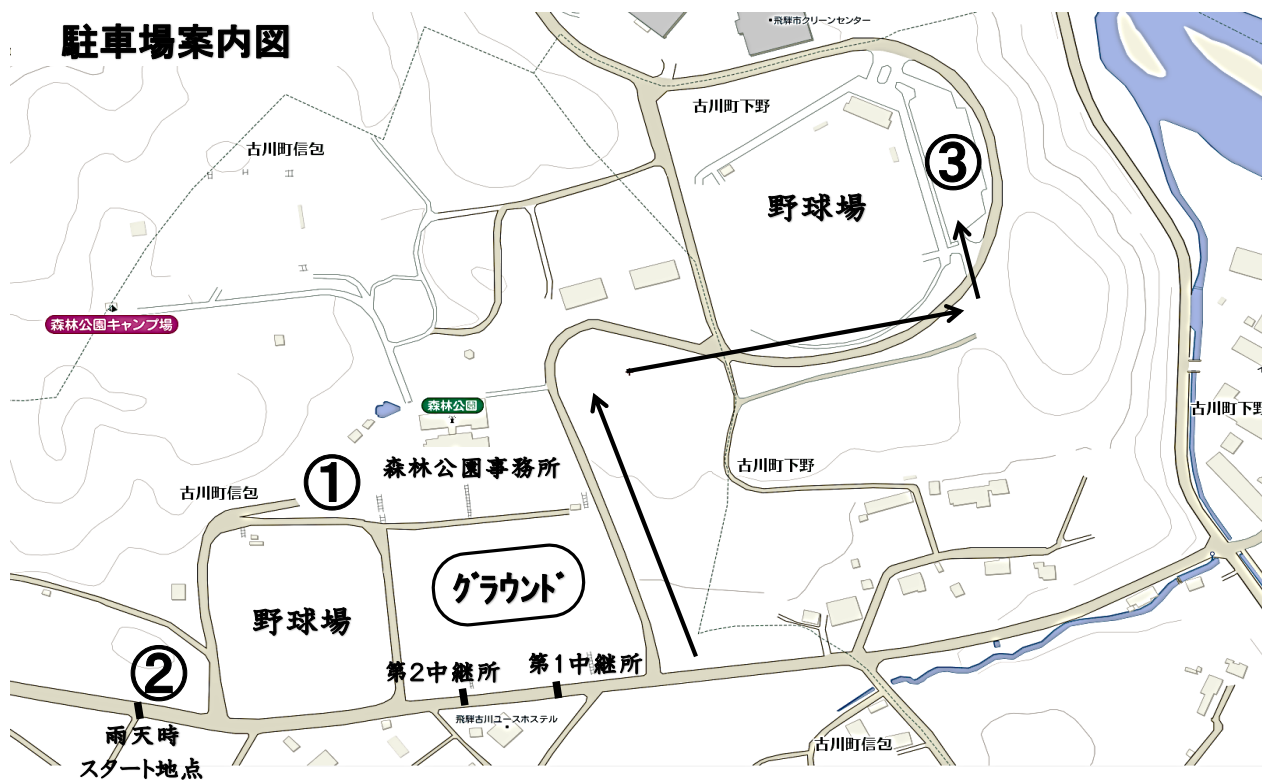 駐車場案内図
・飛騨市クリーンセンター
古川町下野
古川町信包
③
野球場
森林公園キャンプ場
森林公園
古川町下野
森林公園事務所
古川町下野
①
古川町信包
グラウンド
野球場
第1中継所
第2中継所
②
飛騨古川ユースホステル
雨天時
スタート地点
古川町信包